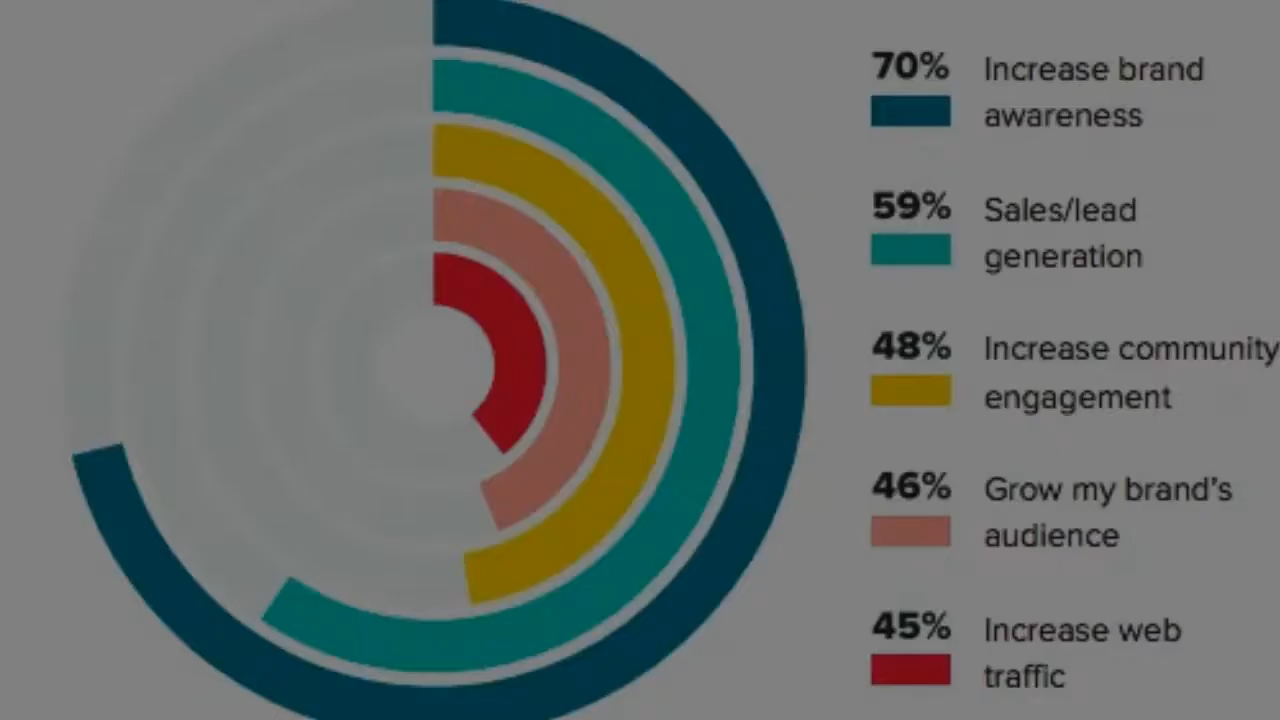 70% Increase brand
awareness
59% Sales/lead
generation
48% Increase community
engagement
46% Grow my brand's
audience
45% Increase web
traffic